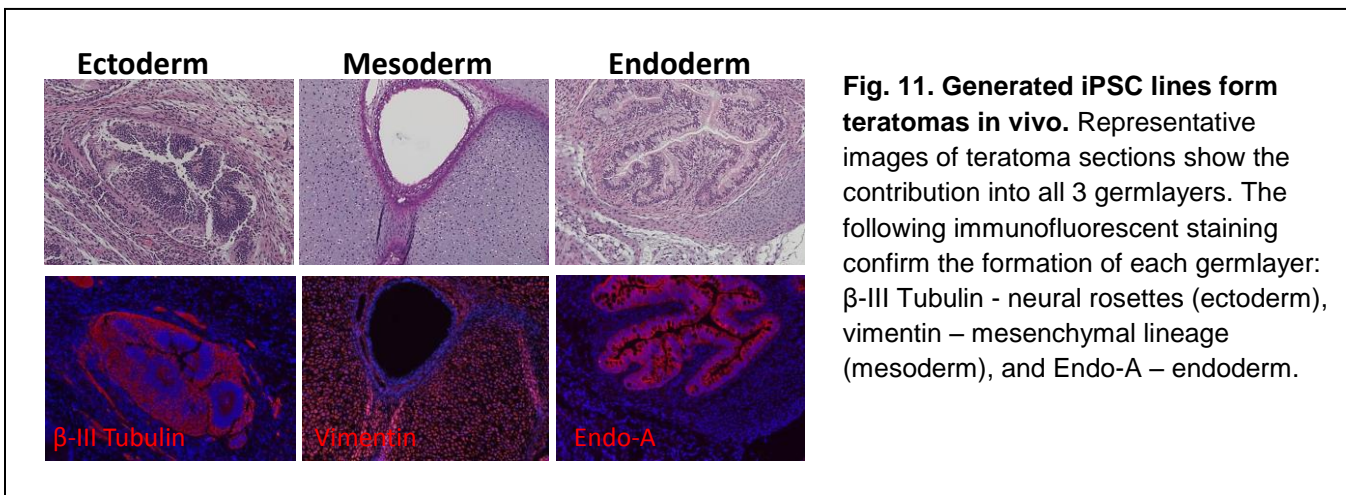 Ectoderm
Mesoderm
Endoderm
β-III Tubulin
Vimentin
Endo-A
Fig. 11. Generated iPSC lines form
teratomas in vivo. Representative
images of teratoma sections show the
contribution into all 3 germlayers. The
following immunofluorescent staining
confirm the formation of each germlayer:
β-III Tubulin - neural rosettes (ectoderm),
vimentin – mesenchymal lineage
(mesoderm), and Endo-A – endoderm.